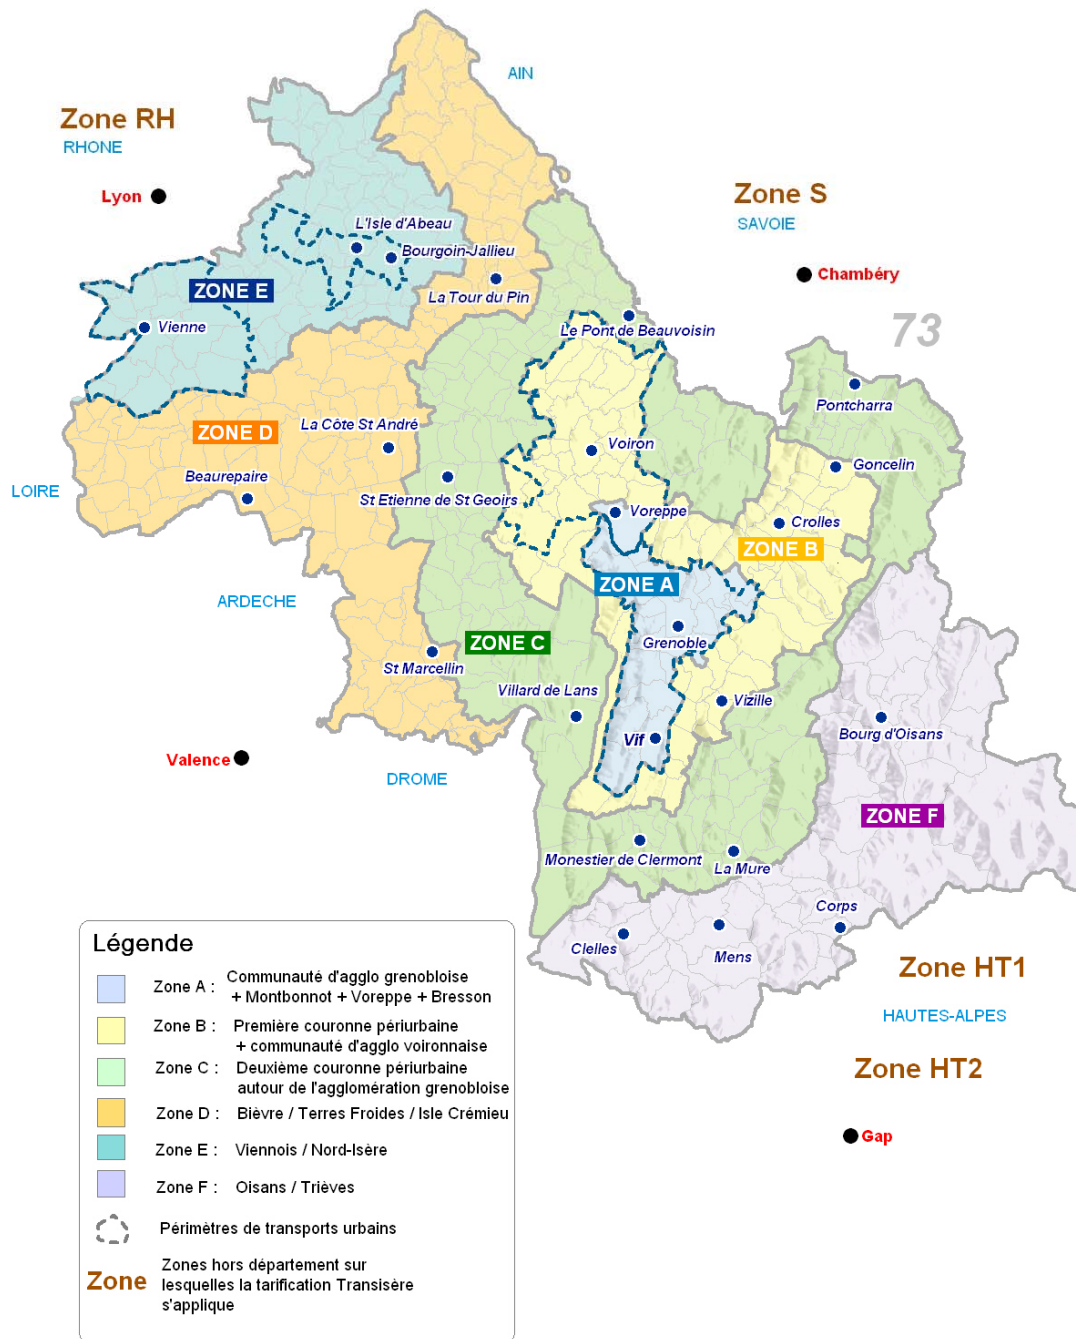 AIN
Zone RH
RHONE
Lyon
Zone S
SAVOIE
Chambéry
73
L'Isle d'Abeau
Bourgoin-Jallieu
ZONE E
La Tour du Pin
Vienne
Le Pont de Beauvoisin
Pontcharra
La Côte St André
ZONE D
Voiron
Goncelin
Beaurepaire
LOIRE
St Etienne de St Geoirs
Voreppe
Crolles
ZONE B
ZONE A
ARDECHE
ZONE C
Grenoble
St Marcellin
Villard de Lans
Vizille
Bourg d'Oisans
Vif
Valence
DROME
ZONE F
Monestier de Clermont
La Mure
Corps
Clelles
Mens
Zone HT1
HAUTES-ALPES
Zone HT2
Gap
Légende
Zone A : Communauté d'agglo grenobloise
+ Montbonnot + Voreppe + Bresson
Zone B : Première couronne périurbaine
+ communauté d'agglo voironnaise
Zone C : Deuxième couronne périurbaine
autour de l'agglomération grenobloise
Zone D : Bièvre / Terres Froides / Isle Crémieu
Zone E : Viennois / Nord-Isère
Zone F : Oisans / Trièves
Périmètres de transports urbains
Zone Zones hors département sur
lesquelles la tarification Transisère
s'applique